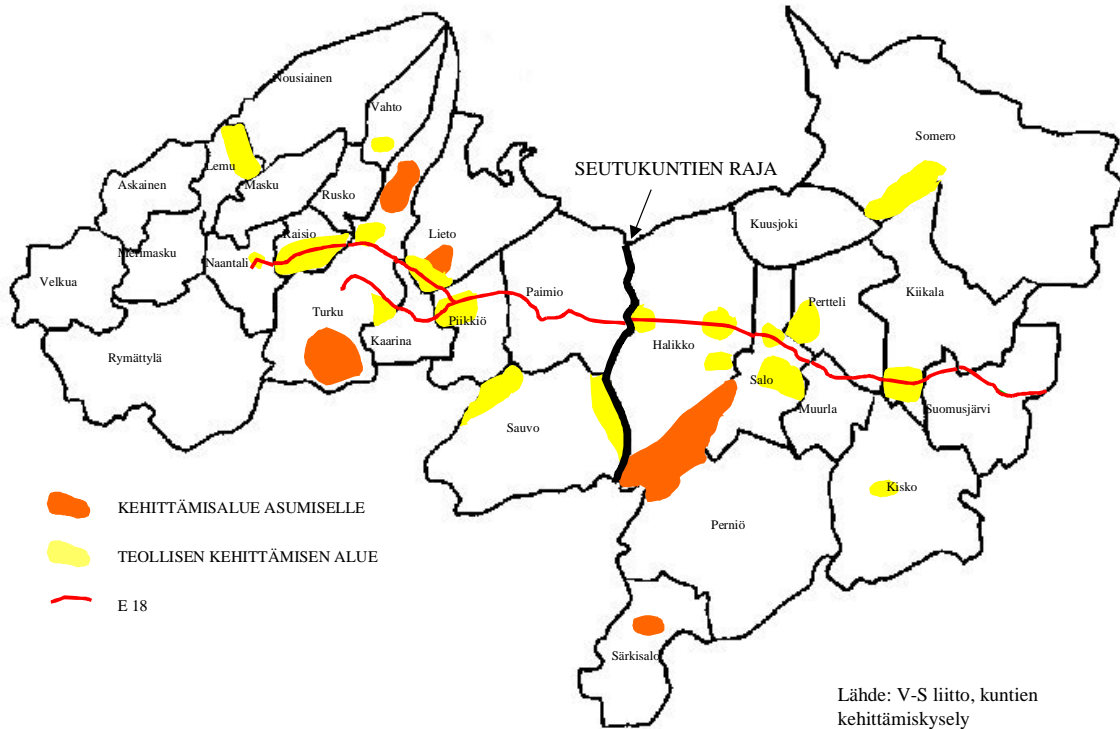 Nousiainen
Vahto
Somero
Lemu
Askainen
Masku
Rusko
SEUTUKUNTIEN RAJA
Kuusjoki
Raisio
Lieto
Merimasku
Naantali
Velkua
Paimio
Kiikala
Pertteli
Turku
Piikkiö
Kaarina
Halikko
Rymättylä
Salo
Muurla
Suomusjärvi
Sauvo
Kisko
KEHITTÄMISALUE ASUMISELLE
Perniö
TEOLLISEN KEHITTÄMISEN ALUE
E 18
Särkisalo
Lähde: V-S liitto, kuntien
kehittämiskysely